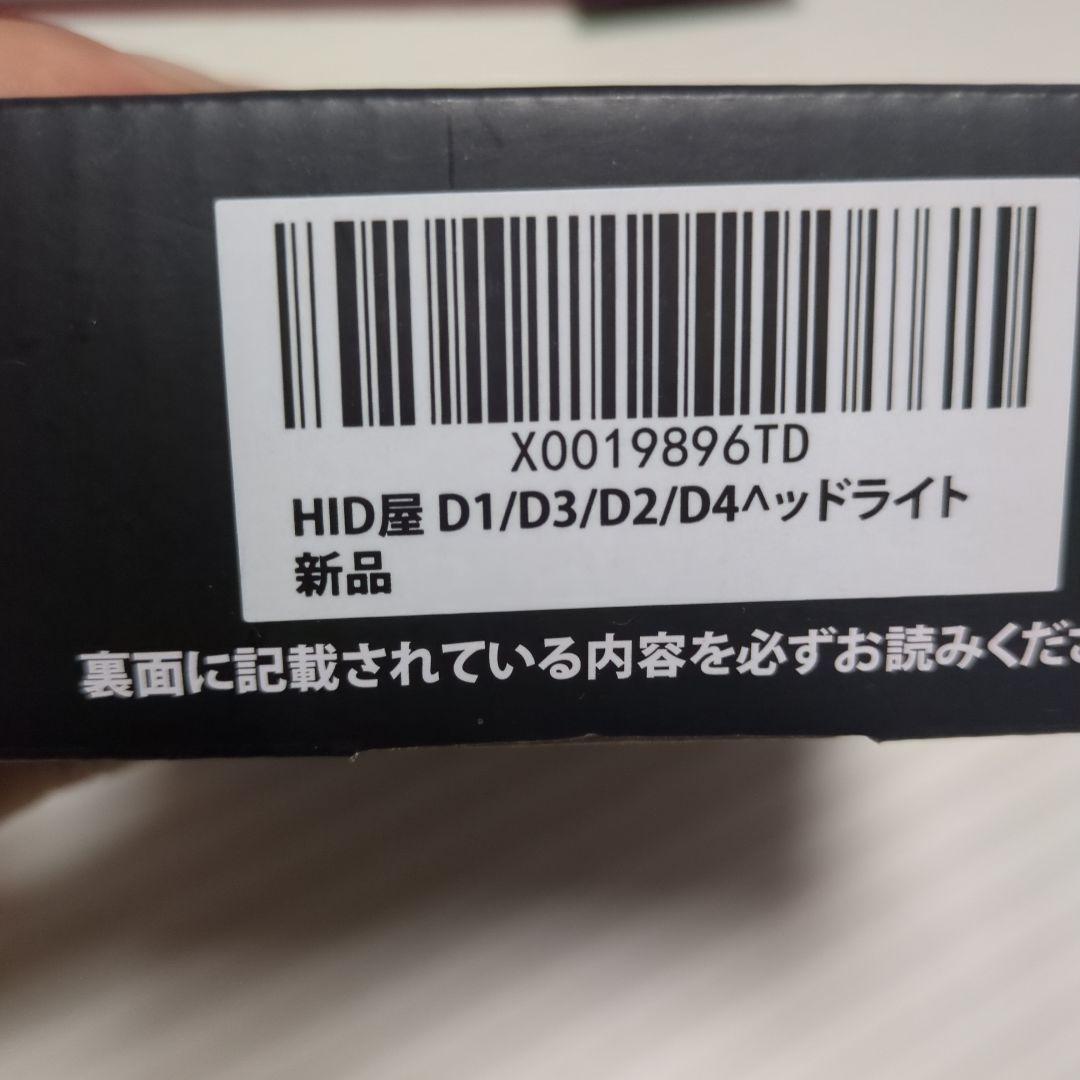 X0019896TD
HID屋 D1/D3/D2/D4ヘッドライト
新品
裏面に記載されている内容を必ずお読みくださ